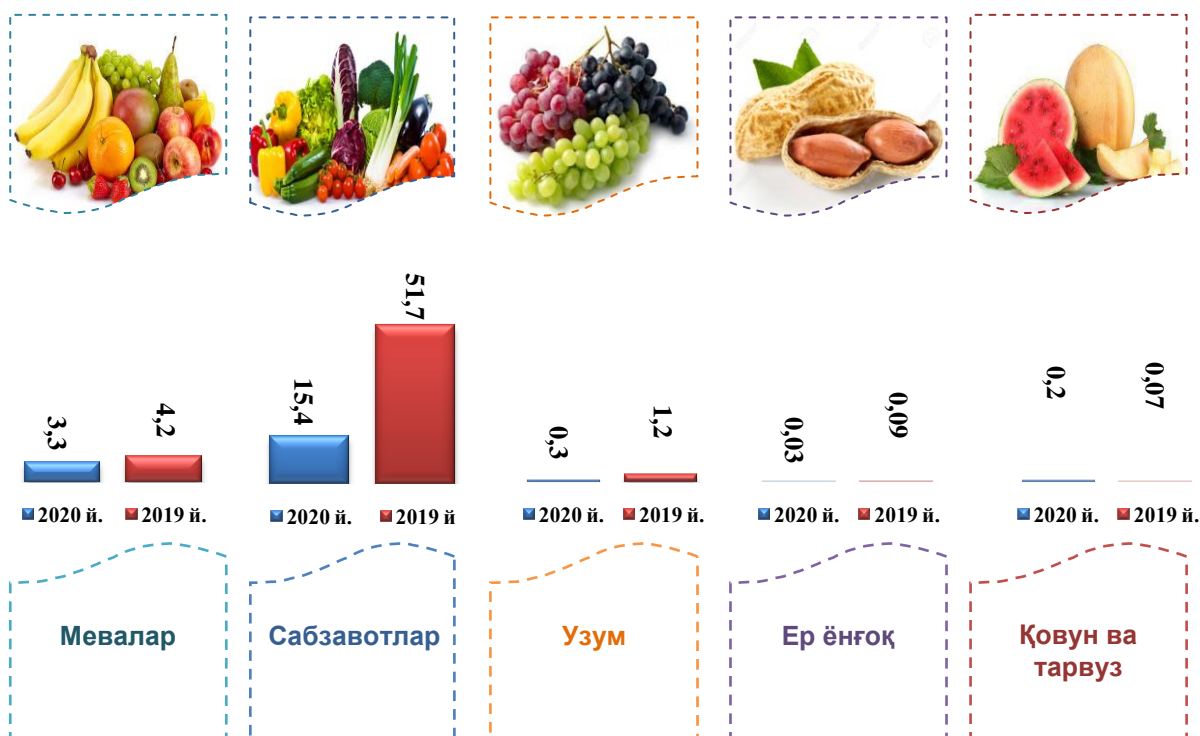 51,7
15,4
3,3
4,2
0,3
1,2
0,03
0,09
0,2
0,07
2020 й. 2019 й.
2020 й. 2019 й
2020 й. 2019 й.
2020 й. 2019 й.
2020 й. 2019 й.
Мевалар
Сабзавотлар
Узум
Ер ёнғоқ
Қовун ва
тарвуз